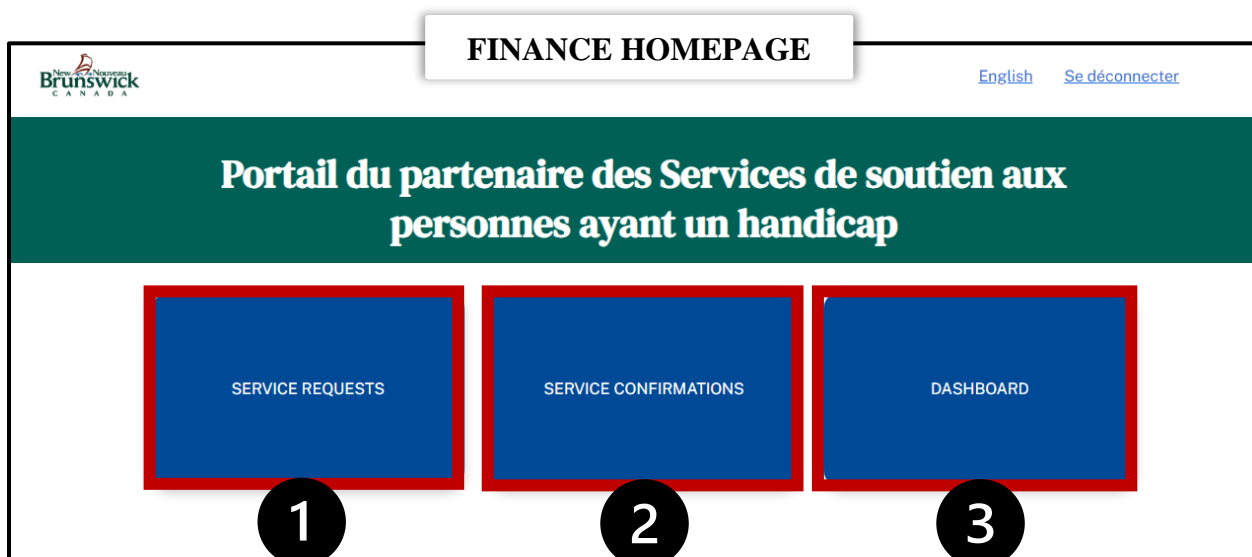 FINANCE HOMEPAGE
New Nouveau
Brunswick
CANADA
English Se déconnecter
Portail du partenaire des Services de soutien aux
personnes ayant un handicap
SERVICE REQUESTS SERVICE CONFIRMATIONS DASHBOARD
1 2 3